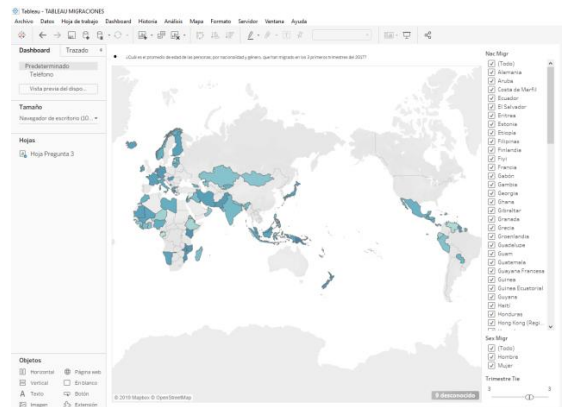 Tableau - TABLEAU MIGRACIONES
Archivo Datos Hoja de trabajo Dashboard Historia Análisis Mapa Formato Servidor Ventana Ayuda
Dashboard Trazado
Predeterminado
Teléfono
Vista previa del dispo...
Tamaño
Navegador de escritorio (10...
Hojas
Hoja Pregunta 3
Objetos
Horizontal Página web
Vertical En blanco
A Texto Botón
Imagen Extensión
¿Cuál es el promedio de edad de las personas, por nacionalidad y género, que han migrado en los 3 primeros trimestres del
© 2019 Mapbox © OpenStreetMap
8 desconocido
Nac Migr
(Todo)
Alemania
Aruba
Costa de Marfil
Ecuador
El Salvador
Eritrea
Estonia
Etiopía
Filipinas
Finlandia
Fiyi
Francia
Gabón
Gambia
Georgia
Ghana
Gibraltar
Granada
Grecia
Groenlandia
Guadalupe
Guam
Guatemala
Guayana Francesa
Guinea
Guinea Ecuatorial
Guyana
Haití
Honduras
Hong Kong (Regi...
Sex Migr
(Todo)
Hombre
Mujer
Trimestre Tie